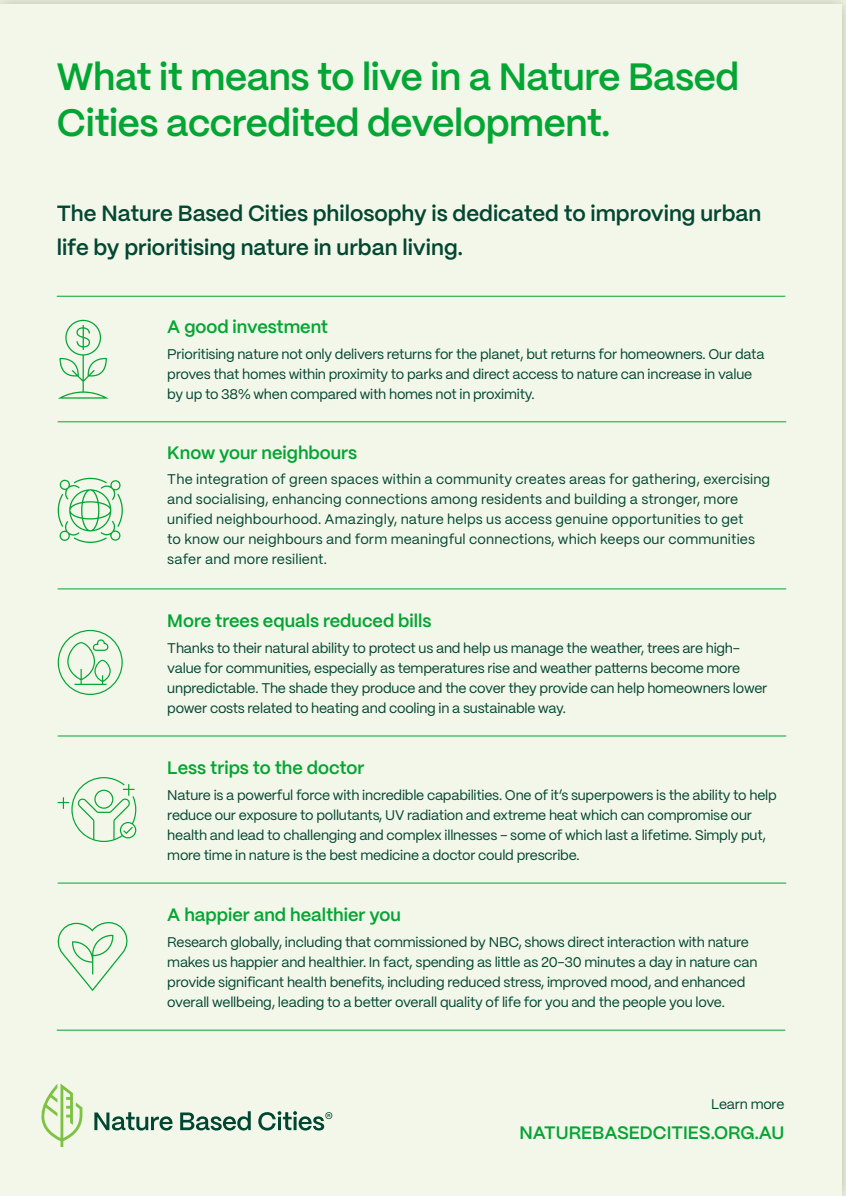 What it means to live in a Nature Based
Cities accredited development.
The Nature Based Cities philosophy is dedicated to improving urban
life by prioritising nature in urban living.
A good investment
Prioritising nature not only delivers returns for the planet, but returns for homeowners. Our data
proves that homes within proximity to parks and direct access to nature can increase in value
by up to 38% when compared with homes not in proximity.
Know your neighbours
The integration of green spaces within a community creates areas for gathering, exercising
and socialising, enhancing connections among residents and building a stronger, more
unified neighbourhood. Amazingly, nature helps us access genuine opportunities to get
to know our neighbours and form meaningful connections, which keeps our communities
safer and more resilient.
More trees equals reduced bills
Thanks to their natural ability to protect us and help us manage the weather, trees are high-
value for communities, especially as temperatures rise and weather patterns become more
unpredictable. The shade they produce and the cover they provide can help homeowners lower
power costs related to heating and cooling in a sustainable way.
Less trips to the doctor
Nature is a powerful force with incredible capabilities. One of it's superpowers is the ability to help
reduce our exposure to pollutants, UV radiation and extreme heat which can compromise our
health and lead to challenging and complex illnesses – some of which last a lifetime. Simply put,
more time in nature is the best medicine a doctor could prescribe.
A happier and healthier you
Research globally, including that commissioned by NBC, shows direct interaction with nature
makes us happier and healthier. In fact, spending as little as 20–30 minutes a day in nature can
provide significant health benefits, including reduced stress, improved mood, and enhanced
overall wellbeing, leading to a better overall quality of life for you and the people you love.
Nature Based Cities®
Learn more
NATUREBASEDCITIES.ORG.AU